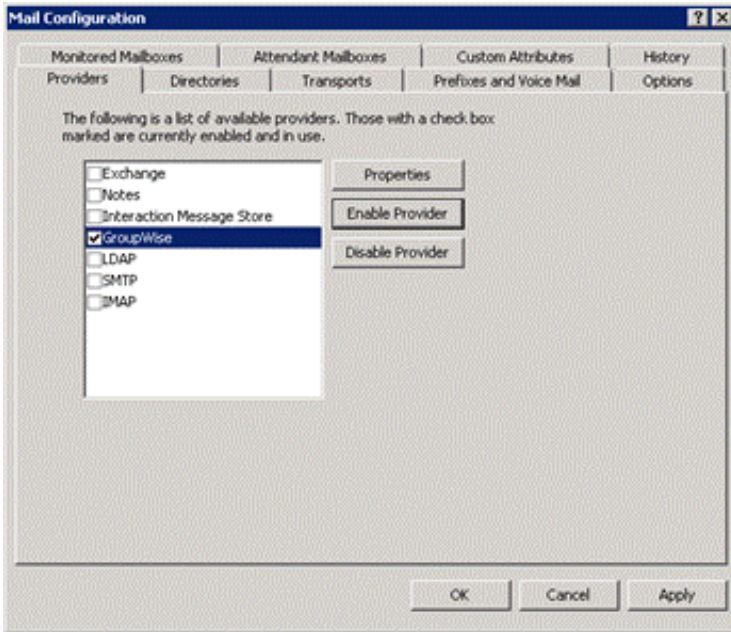 Mail Configuration
Monitored Mailboxes Attendant Mailboxes Custom Attributes History
Providers Directories Transports Prefixes and Voice Mail Options
The following is a list of available providers. Those with a check box
marked are currently enabled and in use.
Exchange
Notes
Interaction Message Store
GroupWise
LDAP
SMTP
IMAP
Properties
Enable Provider
Disable Provider
OK Cancel Apply